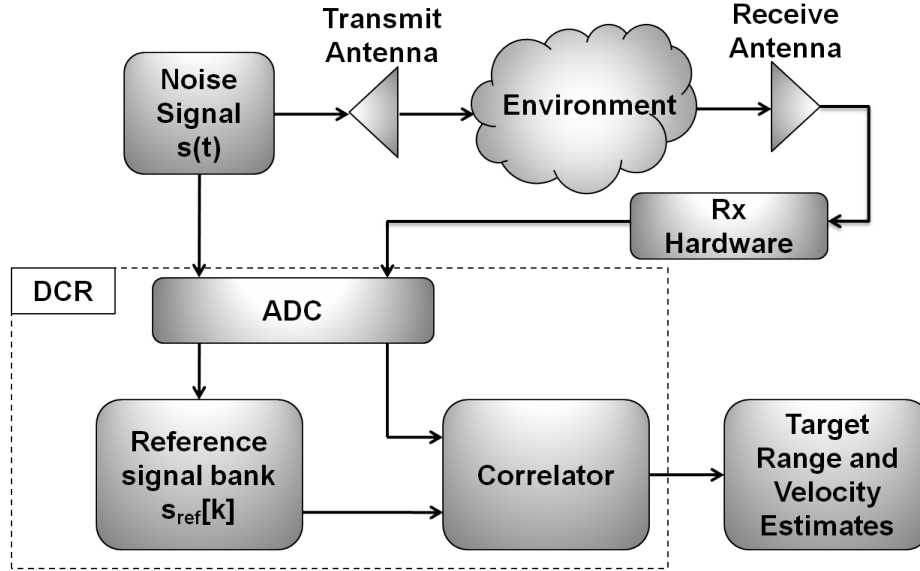 Transmit
Antenna
Receive
Antenna
Noise
Signal
s(t)
Environment
Rx
Hardware
DCR
ADC
Reference
signal bank
sref[k]
Correlator
Target
Range and
Velocity
Estimates